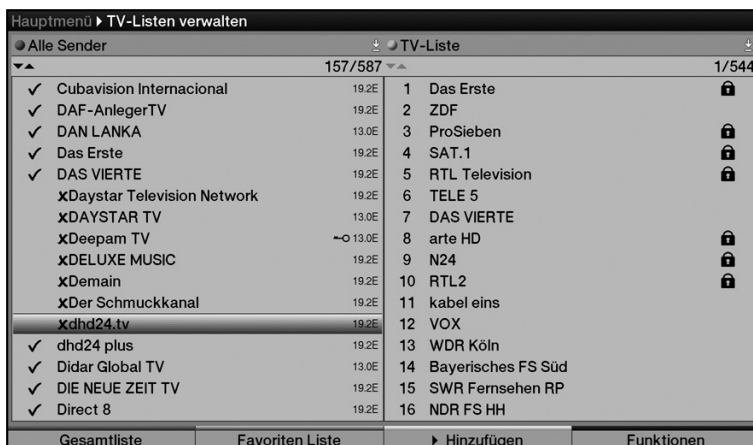 Hauptmenü TV-Listen verwalten
Alle Sender
157/587
✓ Cubavision Internacional 19.2E
✓ DAF-AnlegerTV 19.2E
✓ DAN LANKA 13.0E
✓ Das Erste 19.2E
✓ DAS VIERTE 19.2E
xDaystar Television Network 19.2E
xDAYSTAR TV 13.0E
xDeepam TV 13.0E
xDELUXE MUSIC 19.2E
xDemain 19.2E
xDer Schmuckkanal 19.2E
xdhd24.tv 19.2E
✓ dhd24 plus 19.2E
✓ Didar Global TV 13.0E
✓ DIE NEUE ZEIT TV 19.2E
✓ Direct 8 19.2E
TV-Liste
1/544
1 Das Erste
2 ZDF
3 ProSieben
4 SAT.1
5 RTL Television
6 TELE 5
7 DAS VIERTE
8 arte HD
9 N24
10 RTL2
11 kabel eins
12 VOX
13 WDR Köln
14 Bayerisches FS Süd
15 SWR Fernsehen RP
16 NDR FS HH
Gesamtliste Favoriten Liste Hinzufügen Funktionen